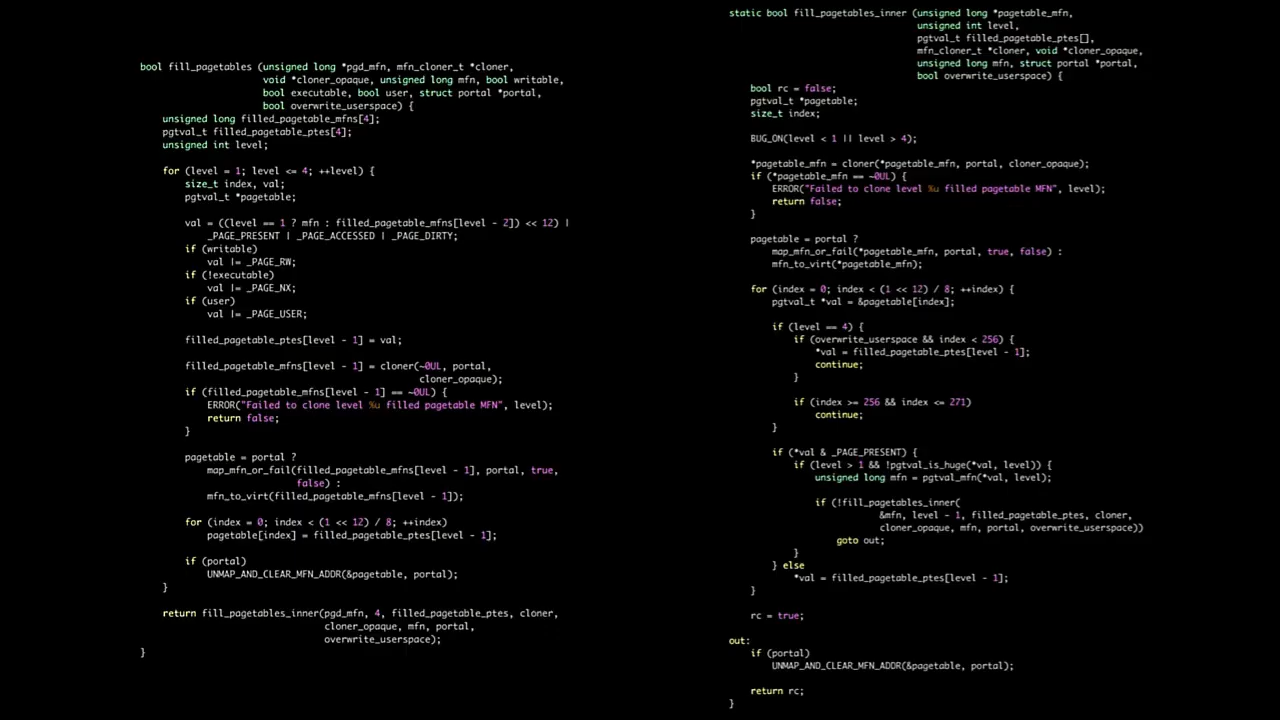 bool fill_pagetables (unsigned long *pgd_mfn, mfn_cloner_t *cloner,
void *cloner_opaque, unsigned long mfn, bool writable,
bool executable, bool user, struct portal *portal,
bool overwrite_userspace) {
unsigned long filled_pagetable_mfns[4];
pgtval_t filled_pagetable_ptes[4];
unsigned int level;
for (level = 1; level <= 4; ++level) {
size_t index, val;
pgtval_t *pagetable;
val = ((level == 1 ? mfn : filled_pagetable_mfns[level - 2]) << 12) |
_PAGE_PRESENT | _PAGE_ACCESSED | _PAGE_DIRTY;
if (writable)
val |= _PAGE_RW;
if (!executable)
val |= _PAGE_NX;
if (user)
val |= _PAGE_USER;
filled_pagetable_ptes[level - 1] = val;
filled_pagetable_mfns[level - 1] = cloner(~0UL, portal,
cloner_opaque);
if (filled_pagetable_mfns[level - 1] == ~0UL) {
ERROR("Failed to clone level %u filled pagetable MFN", level);
return false;
}
pagetable = portal ?
map_mfn_or_fail(filled_pagetable_mfns[level - 1], portal, true,
false) :
mfn_to_virt(filled_pagetable_mfns[level - 1]);
for (index = 0; index < (1 << 12) / 8; ++index)
pagetable[index] = filled_pagetable_ptes[level - 1];
if (portal)
UNMAP_AND_CLEAR_MFN_ADDR(&pagetable, portal);
}
return fill_pagetables_inner(pgd_mfn, 4, filled_pagetable_ptes, cloner,
cloner_opaque, mfn, portal,
overwrite_userspace);
}
static bool fill_pagetables_inner (unsigned long *pagetable_mfn,
unsigned int level,
pgtval_t filled_pagetable_ptes[],
mfn_cloner_t *cloner, void *cloner_opaque,
unsigned long mfn, struct portal *portal,
bool overwrite_userspace) {
bool rc = false;
pgtval_t *pagetable;
size_t index;
BUG_ON(level < 1 || level > 4);
*pagetable_mfn = cloner(*pagetable_mfn, portal, cloner_opaque);
if (*pagetable_mfn == ~0UL) {
ERROR("Failed to clone level %u filled pagetable MFN", level);
return false;
}
pagetable = portal ?
map_mfn_or_fail(*pagetable_mfn, portal, true, false) :
mfn_to_virt(*pagetable_mfn);
for (index = 0; index < (1 << 12) / 8; ++index) {
pgtval_t *val = &pagetable[index];
if (level == 4) {
if (overwrite_userspace && index < 256) {
*val = filled_pagetable_ptes[level - 1];
continue;
}
if (index >= 256 && index <= 271)
continue;
}
if (*val & _PAGE_PRESENT) {
if (level > 1 && !pgtval_is_huge(*val, level)) {
unsigned long mfn = pgtval_mfn(*val, level);
if (!fill_pagetables_inner(
&mfn, level - 1, filled_pagetable_ptes, cloner,
cloner_opaque, mfn, portal, overwrite_userspace))
goto out;
}
} else
*val = filled_pagetable_ptes[level - 1];
}
rc = true;
out:
if (portal)
UNMAP_AND_CLEAR_MFN_ADDR(&pagetable, portal);
return rc;
}